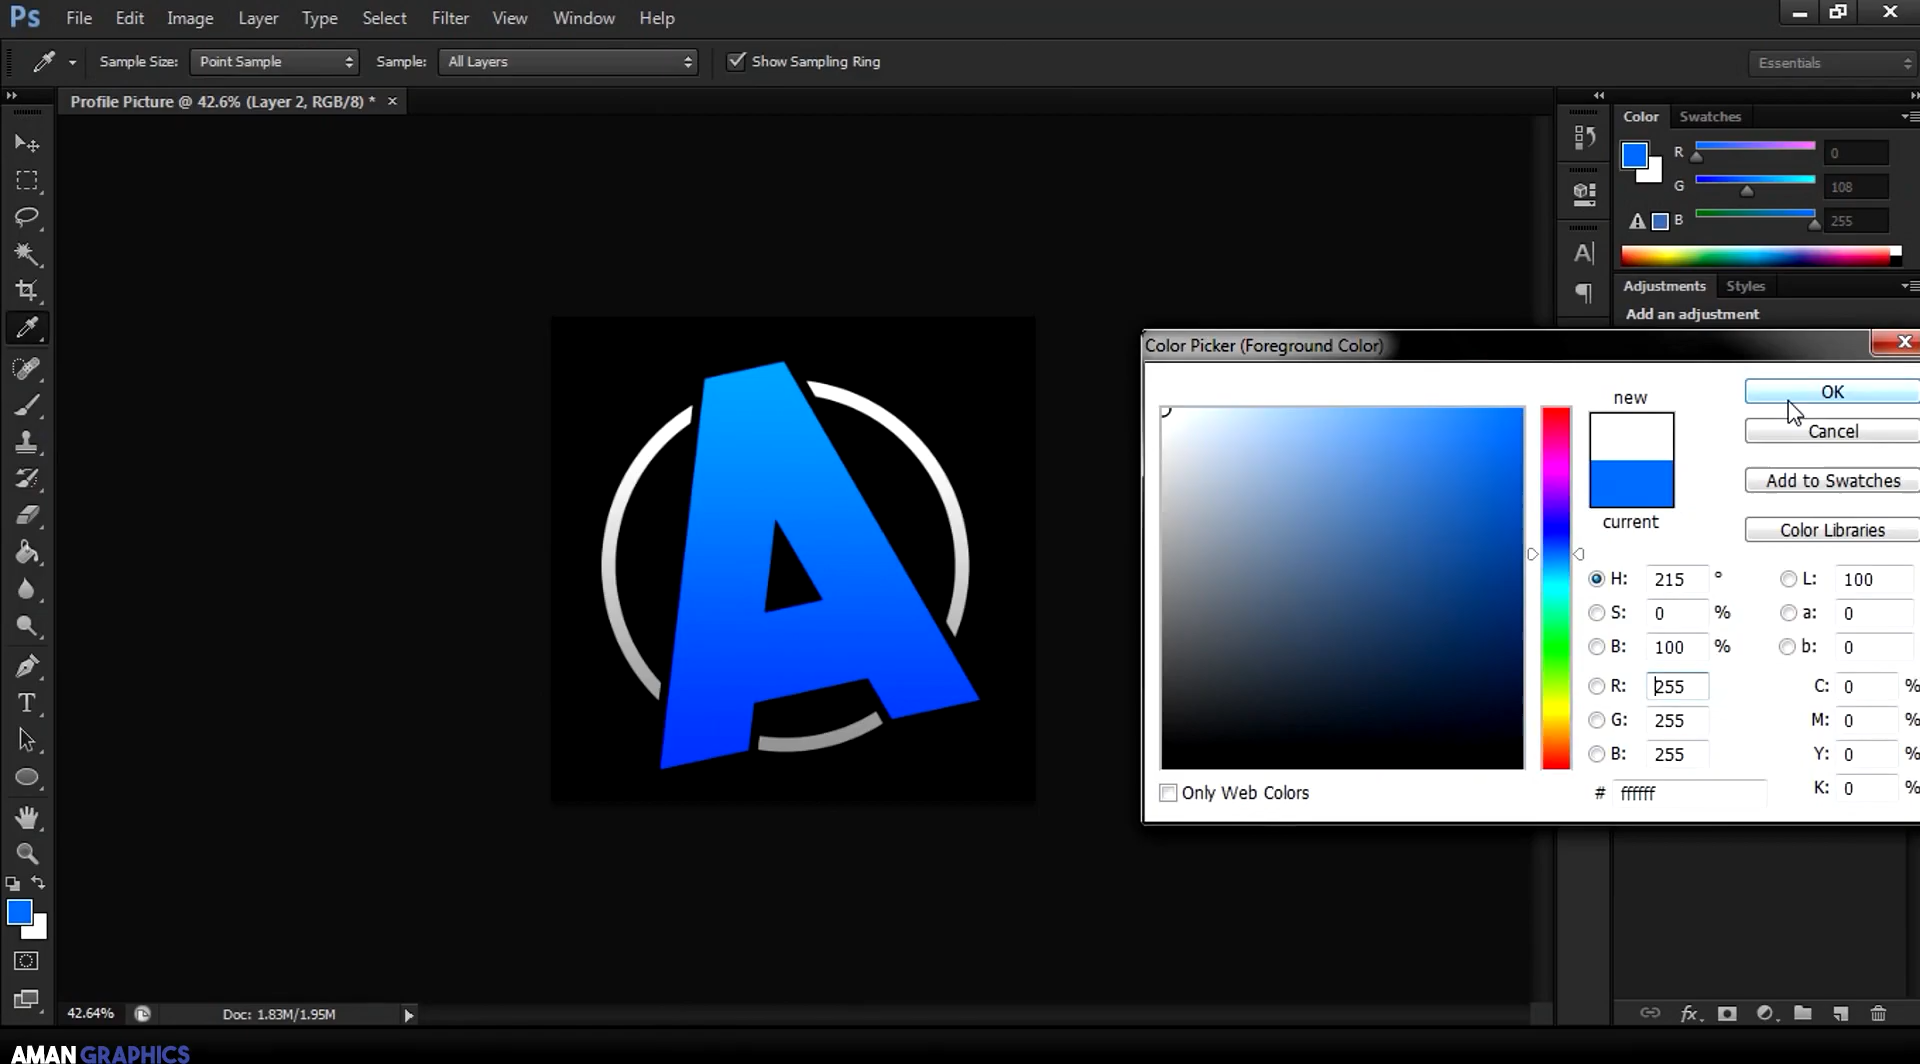 Ps File Edit Image Layer Type Select Filter View Window Help
Sample Size: Point Sample Sample: All Layers Show Sampling Ring Essentials
Profile Picture @ 42.6% (Layer 2, RGB/8) * ×
Color Swatches
R 0
G 108
B 255
A|
Adjustments Styles
Add an adjustment
Color Picker (Foreground Color)
new
OK
Cancel
Add to Swatches
current
Color Libraries
H: 215 ° L: 100
S: 0 % a: 0
B: 100 % b: 0
R: 255 C: 0 %
G: 255 M: 0 %
B: 255 Y: 0 %
# ffffff K: 0 %
Only Web Colors
A
T
42.64% Doc: 1.83M/1.95M
fx
AMAN GRAPHICS